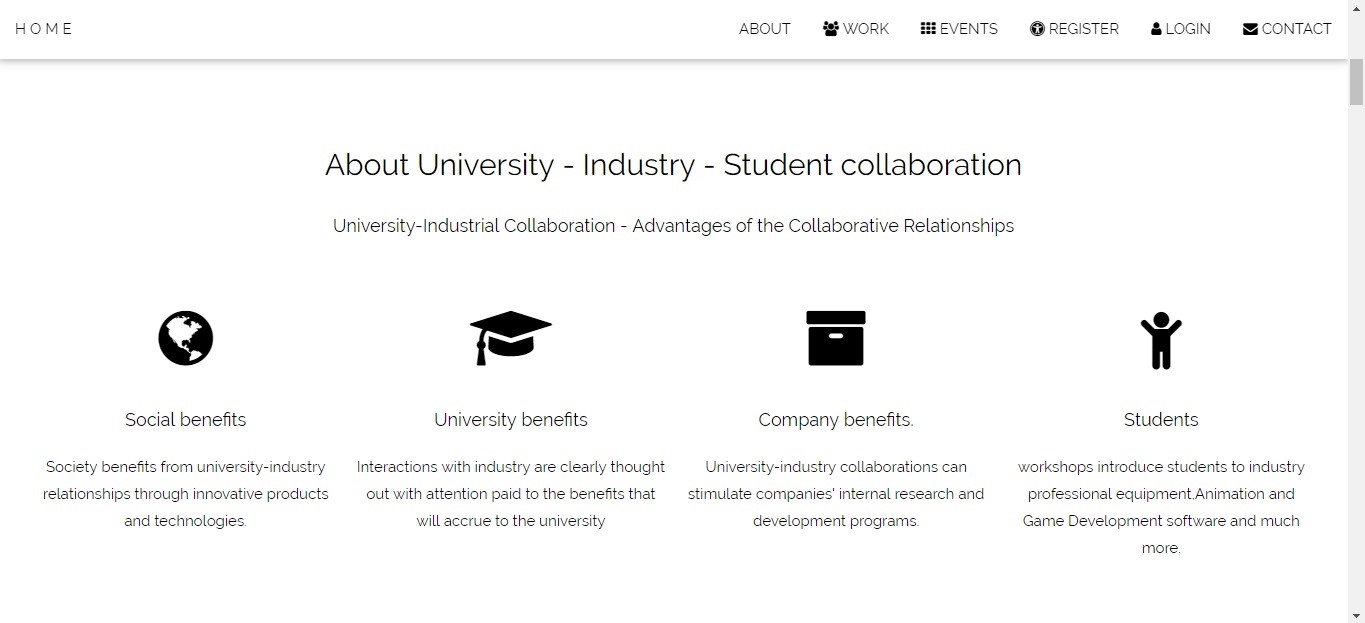 HOME ABOUT WORK EVENTS REGISTER LOGIN CONTACT
About University - Industry - Student collaboration
University-Industrial Collaboration - Advantages of the Collaborative Relationships
Social benefits
Society benefits from university-industry
relationships through innovative products
and technologies.
University benefits
Interactions with industry are clearly thought
out with attention paid to the benefits that
will accrue to the university
Company benefits.
University-industry collaborations can
stimulate companies' internal research and
development programs.
Students
workshops introduce students to industry
professional equipment,Animation and
Game Development software and much
more.